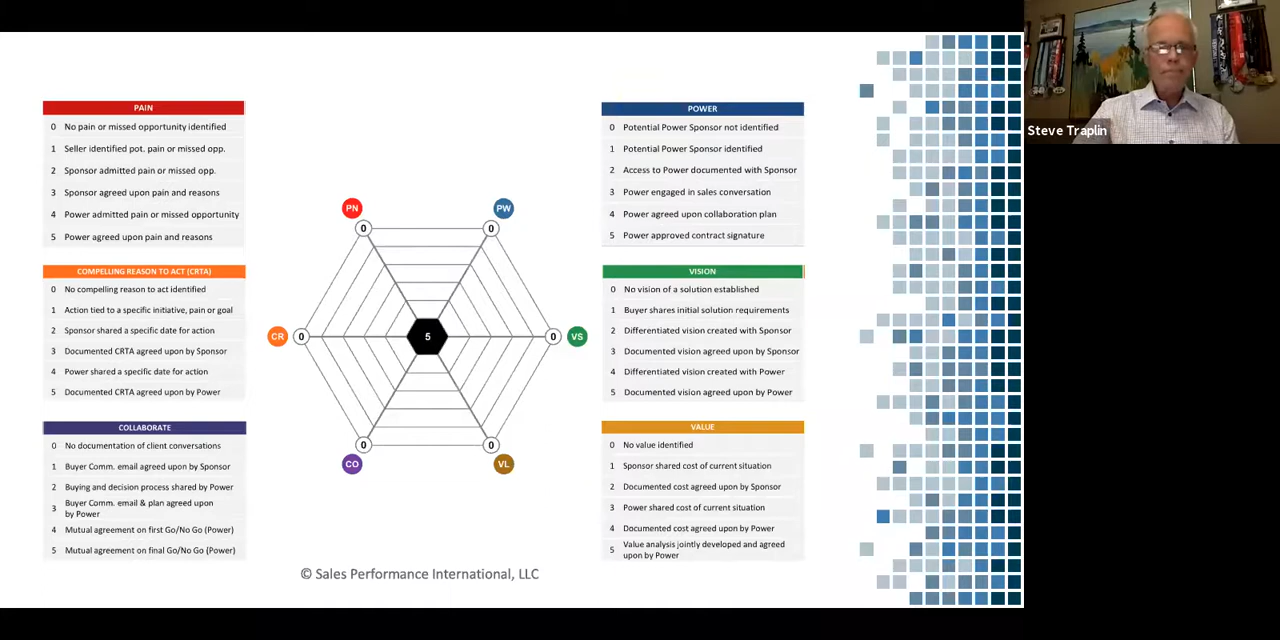 PAIN
0 No pain or missed opportunity identified
1 Seller identified pot. pain or missed opp.
2 Sponsor admitted pain or missed opp.
3 Sponsor agreed upon pain and reasons
4 Power admitted pain or missed opportunity
5 Power agreed upon pain and reasons
COMPELLING REASON TO ACT (CRTA)
0 No compelling reason to act identified
1 Action tied to a specific initiative, pain or goal
2 Sponsor shared a specific date for action
3 Documented CRTA agreed upon by Sponsor
4 Power shared a specific date for action
5 Documented CRTA agreed upon by Power
COLLABORATE
0 No documentation of client conversations
1 Buyer Comm. email agreed upon by Sponsor
2 Buying and decision process shared by Power
3 Buyer Comm. email & plan agreed upon
by Power
4 Mutual agreement on first Go/No Go (Power)
5 Mutual agreement on final Go/No Go (Power)
PN
PW
0
0
CR
0
5
0
VS
0
0
CO
VL
POWER
0 Potential Power Sponsor not identified
1 Potential Power Sponsor identified
2 Access to Power documented with Sponsor
3 Power engaged in sales conversation
4 Power agreed upon collaboration plan
5 Power approved contract signature
VISION
0 No vision of a solution established
1 Buyer shares initial solution requirements
2 Differentiated vision created with Sponsor
3 Documented vision agreed upon by Sponsor
4 Differentiated vision created with Power
5 Documented vision agreed upon by Power
VALUE
0 No value identified
1 Sponsor shared cost of current situation
2 Documented cost agreed upon by Sponsor
3 Power shared cost of current situation
4 Documented cost agreed upon by Power
5 Value analysis jointly developed and agreed
upon by Power
© Sales Performance International, LLC
Steve Traplin